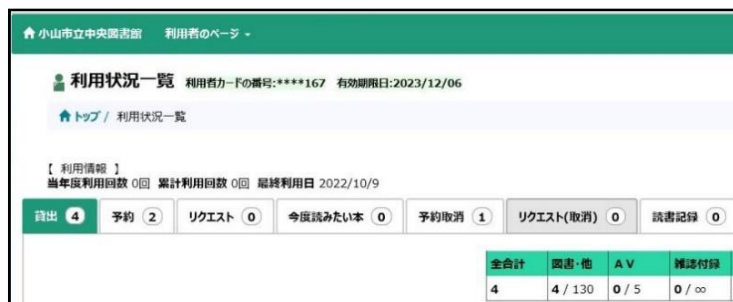 小山市立中央図書館 利用者のページ
利用状況一覧 利用者カードの番号:****167 有効期限日:2023/12/06
トップ / 利用状況一覧
【 利用情報 】
当年度利用回数 0回 累計利用回数 0回 最終利用日 2022/10/9
貸出 4 予約 2 リクエスト 0 今度読みたい本 0 予約取消 1 リクエスト(取消) 0 読書記録 0
全合計 図書・他 A V 雑誌付録
4 4 / 130 0 / 5 0 / ∞